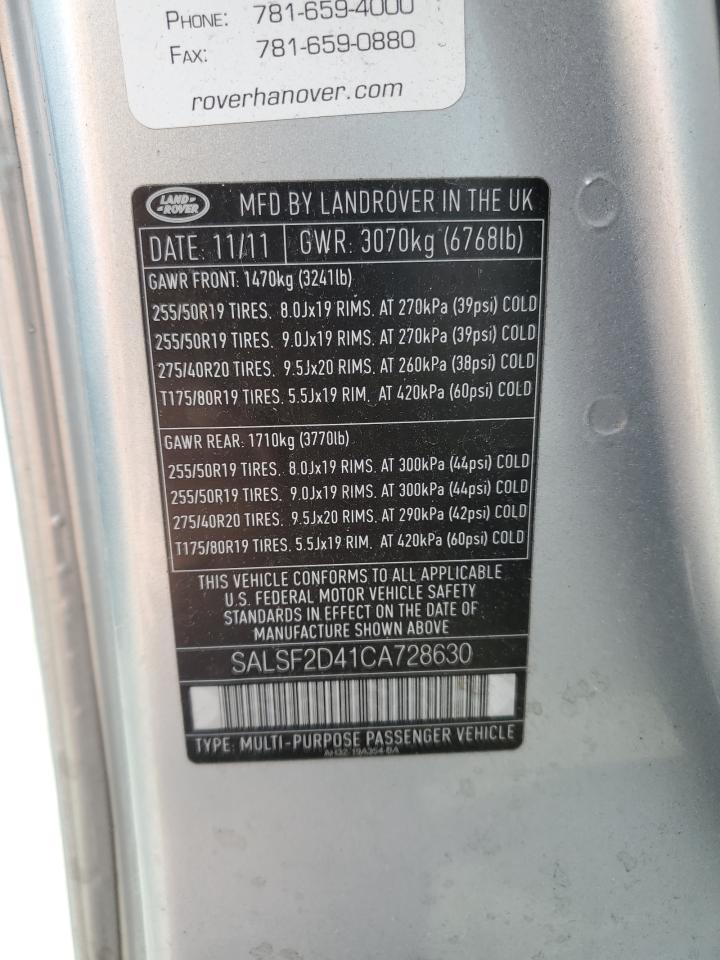 PHONE: 781-659-4000
FAX: 781-659-0880
roverhanover.com
LAND ROVER MFD BY LANDROVER IN THE UK
DATE: 11/11 GWR: 3070kg (6768lb)
GAWR FRONT: 1470kg (3241lb)
255/50R19 TIRES. 8.0Jx19 RIMS. AT 270kPa (39psi) COLD
255/50R19 TIRES. 9.0Jx19 RIMS. AT 270kPa (39psi) COLD
275/40R20 TIRES. 9.5Jx20 RIMS. AT 260kPa (38psi) COLD
T175/80R19 TIRES. 5.5Jx19 RIM. AT 420kPa (60psi) COLD
GAWR REAR: 1710kg (3770lb)
255/50R19 TIRES. 8.0Jx19 RIMS. AT 300kPa (44psi) COLD
255/50R19 TIRES. 9.0Jx19 RIMS. AT 300kPa (44psi) COLD
275/40R20 TIRES. 9.5Jx20 RIMS. AT 290kPa (42psi) COLD
T175/80R19 TIRES. 5.5Jx19 RIM. AT 420kPa (60psi) COLD
THIS VEHICLE CONFORMS TO ALL APPLICABLE
U.S. FEDERAL MOTOR VEHICLE SAFETY
STANDARDS IN EFFECT ON THE DATE OF
MANUFACTURE SHOWN ABOVE
SALSF2D41CA728630
TYPE: MULTI-PURPOSE PASSENGER VEHICLE
AH32-19A354-BA